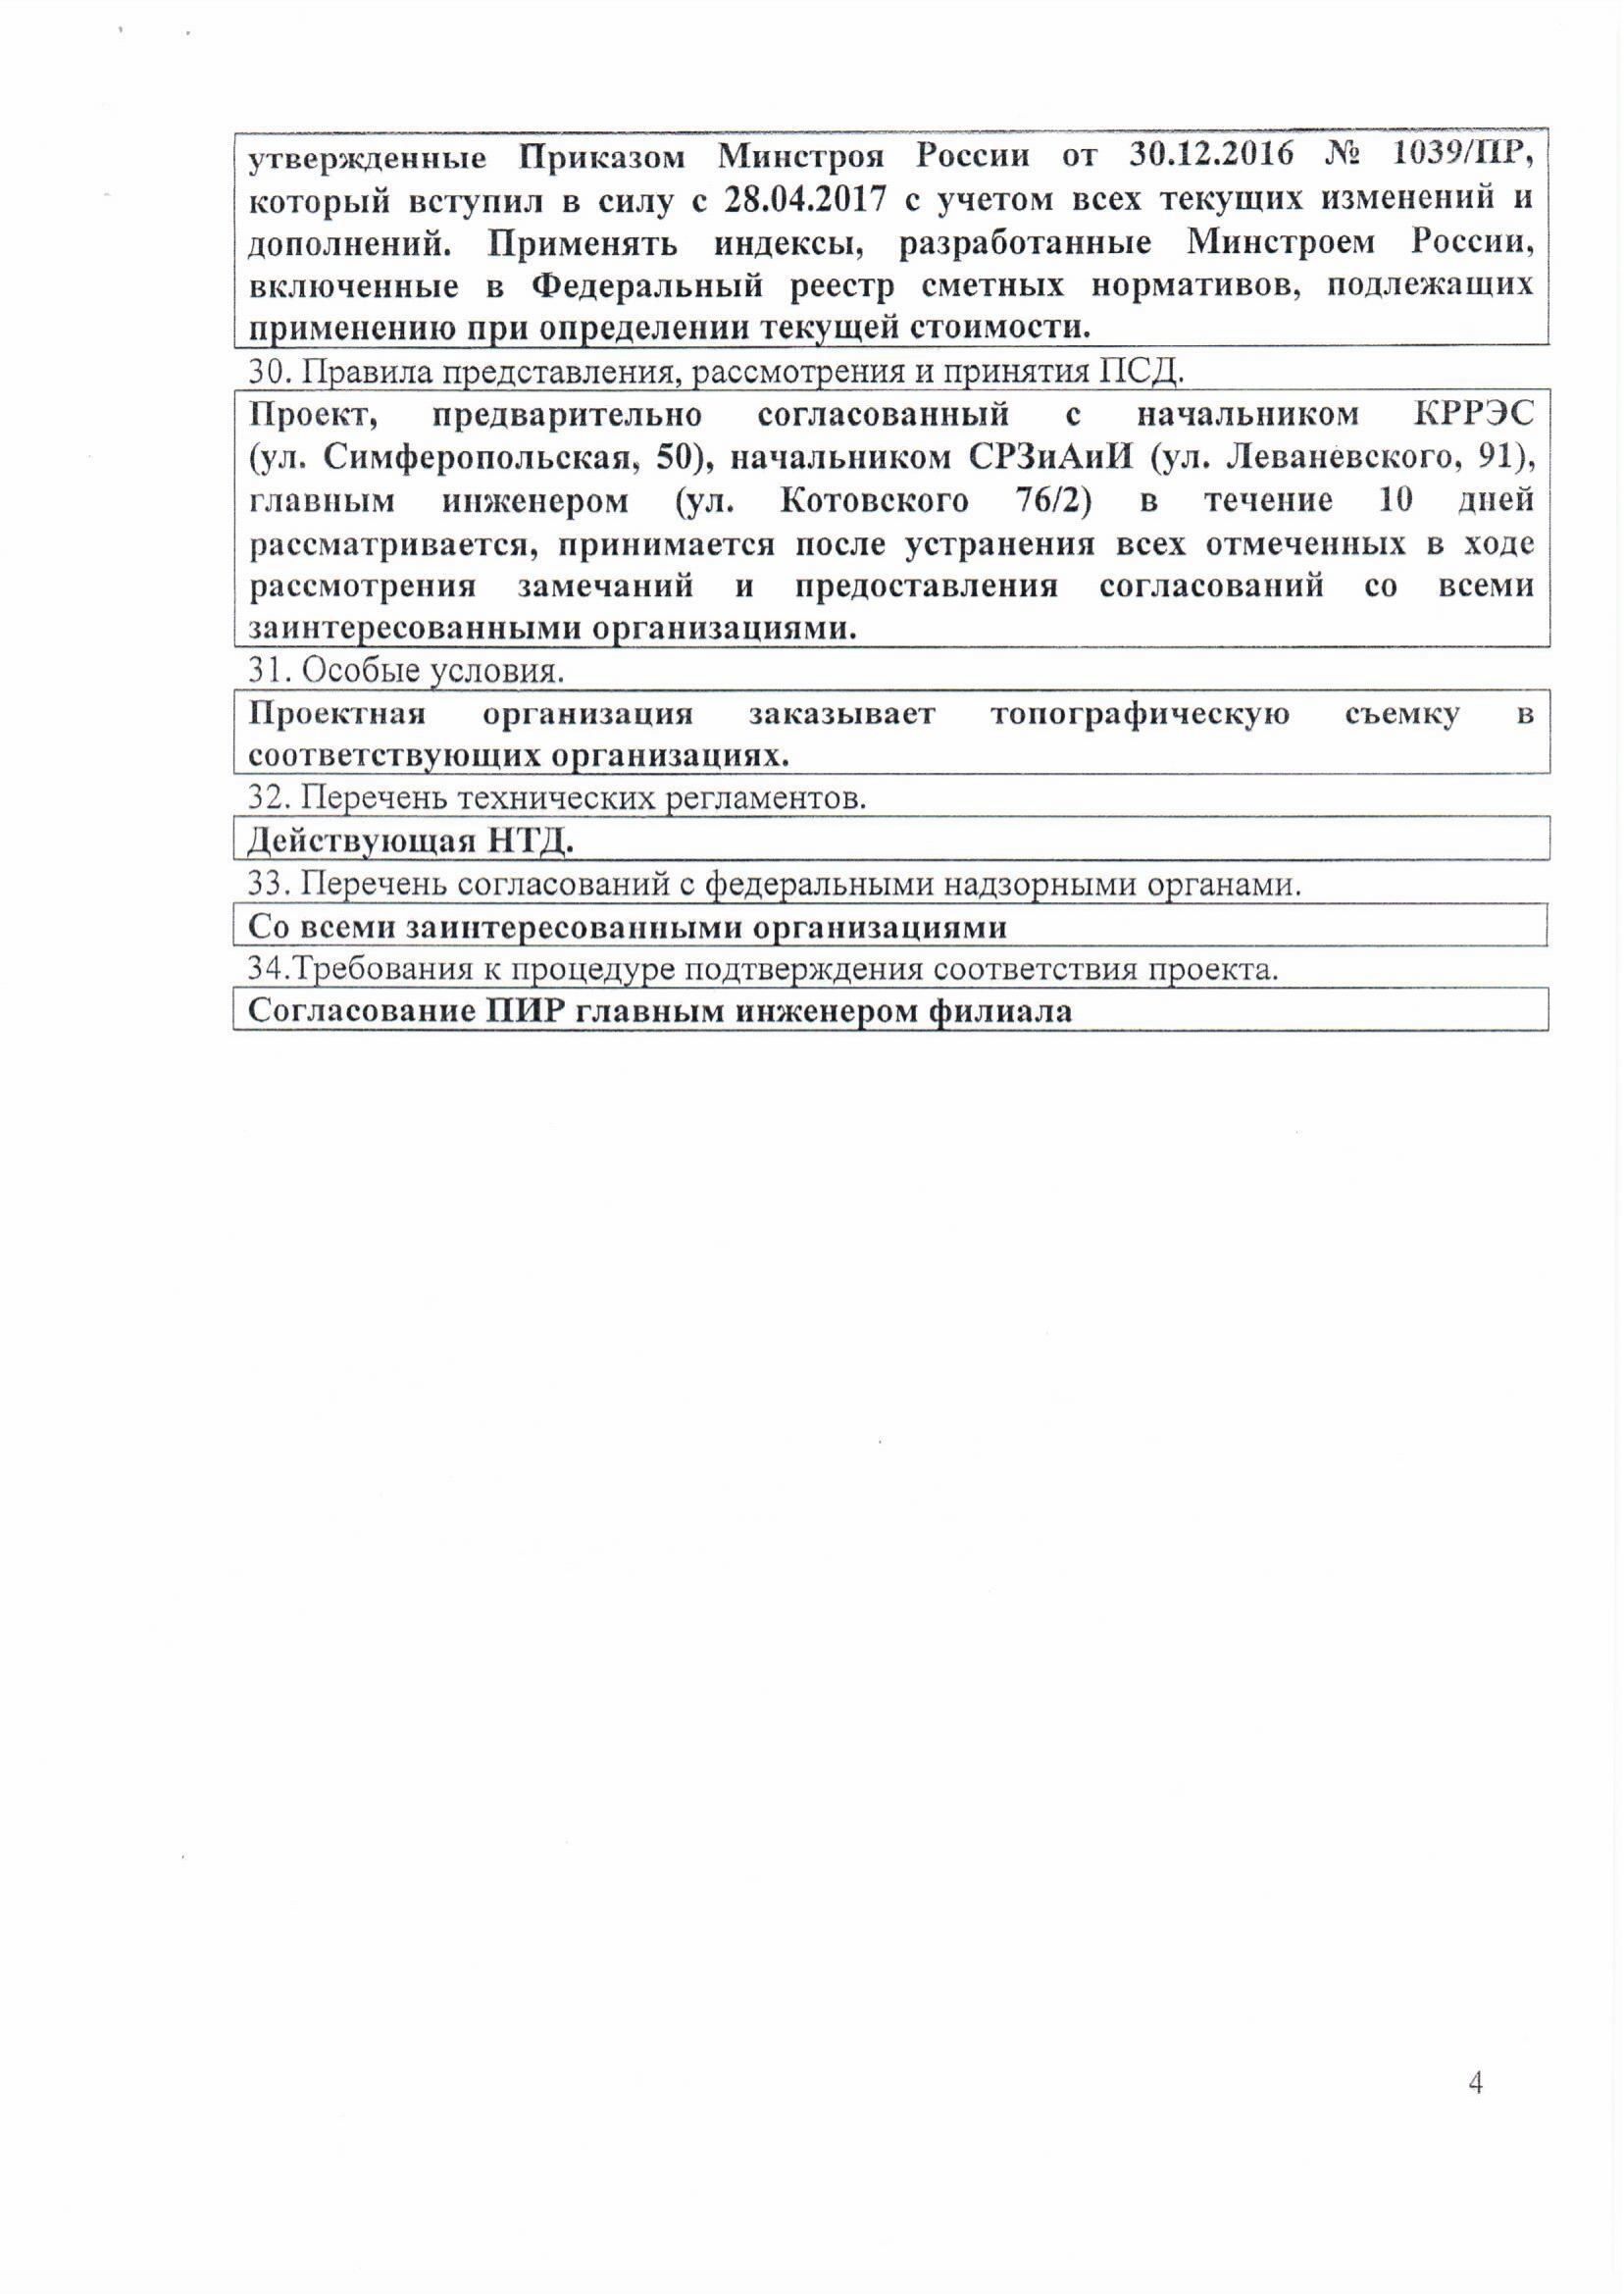 утвержденные Приказом Минстроя России от 30.12.2016 № 1039/ПР,
который вступил в силу с 28.04.2017 с учетом всех текущих изменений и
дополнений. Применять индексы, разработанные Минстроем России,
включенные в Федеральный реестр сметных нормативов, подлежащих
применению при определении текущей стоимости.
30. Правила представления, рассмотрения и принятия ПСД.
Проект, предварительно согласованный с начальником КРРЭС
(ул. Симферопольская, 50), начальником СРЗиАиИ (ул. Леваневского, 91),
главным инженером (ул. Котовского 76/2) в течение 10 дней
рассматривается, принимается после устранения всех отмеченных в ходе
рассмотрения замечаний и предоставления согласований со всеми
заинтересованными организациями.
31. Особые условия.
Проектная организация заказывает топографическую съемку в
соответствующих организациях.
32. Перечень технических регламентов.
Действующая НТД.
33. Перечень согласований с федеральными надзорными органами.
Со всеми заинтересованными организациями
34.Требования к процедуре подтверждения соответствия проекта.
Согласование ПИР главным инженером филиала
4